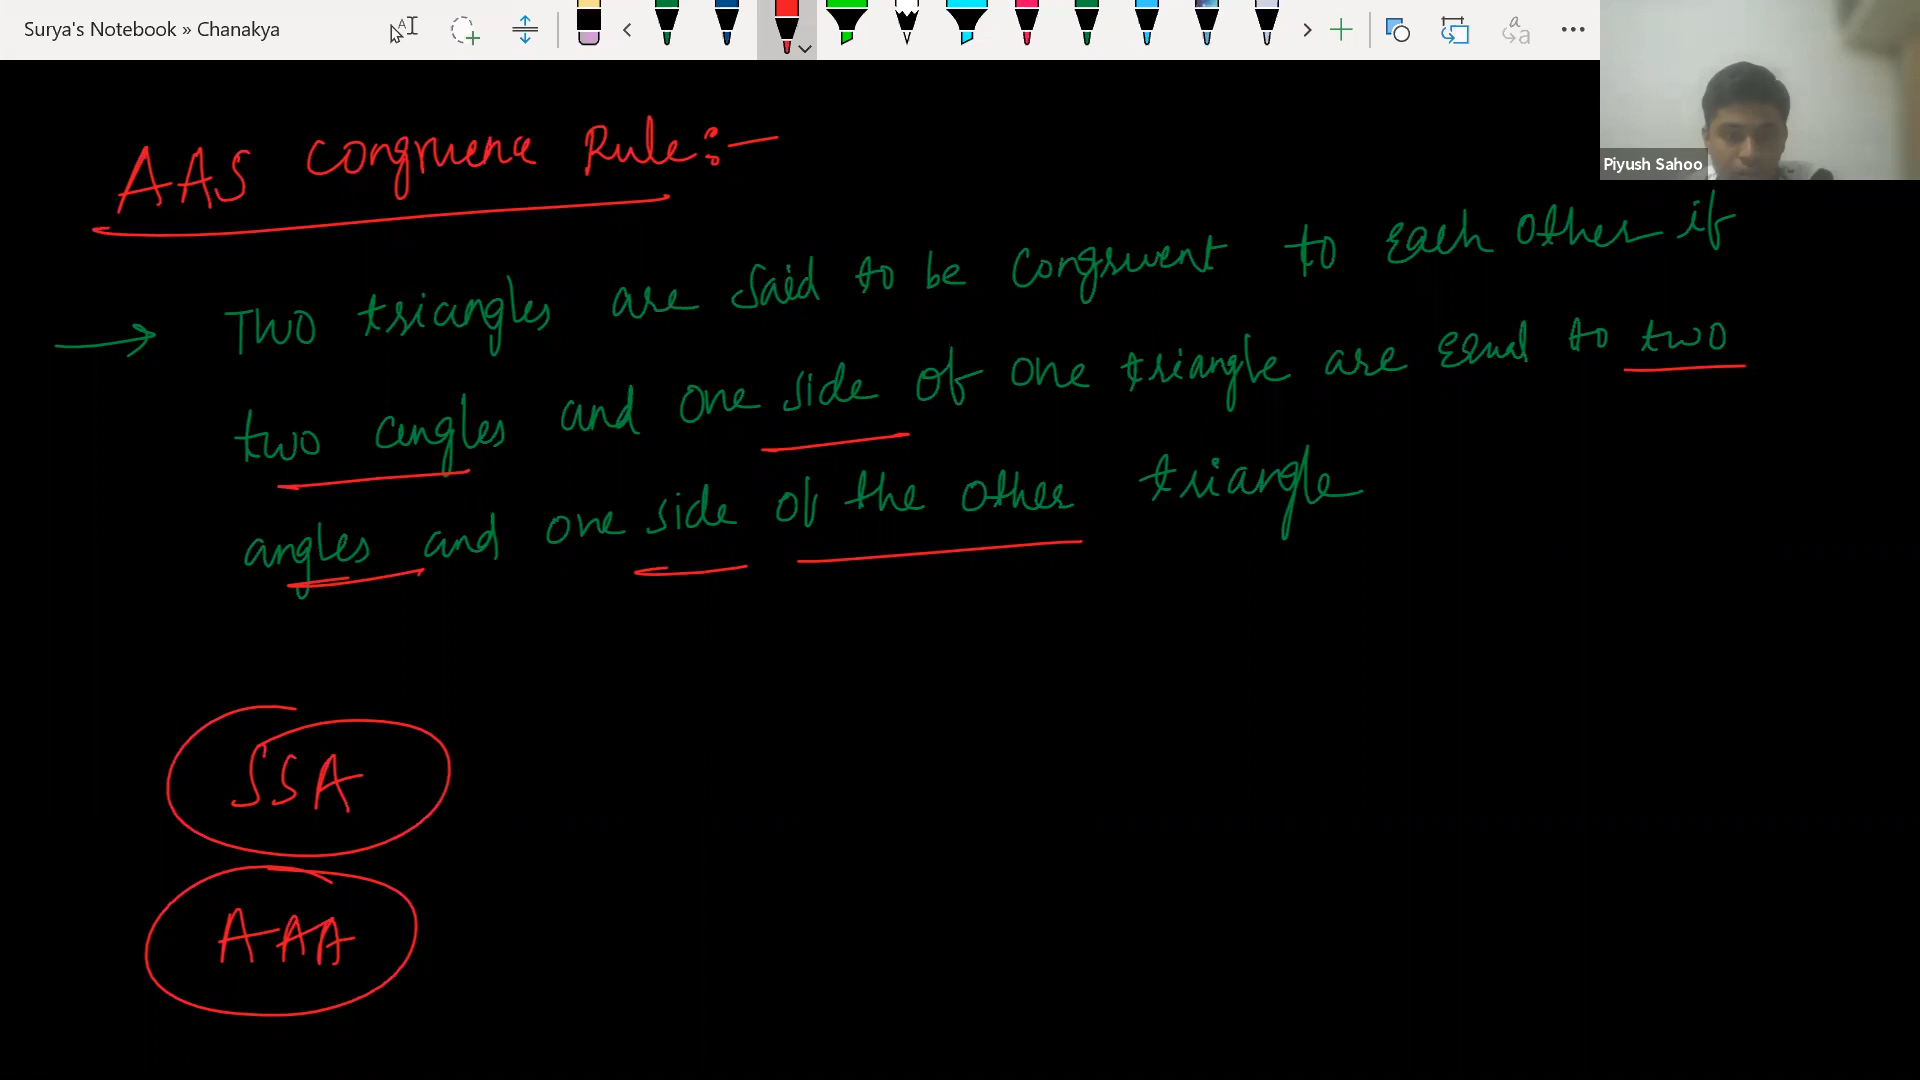 Surya's Notebook » Chanakya
Piyush Sahoo
AAS Congruence Rule:-
→ Two triangles are said to be congruent to each other if
two angles and one side of one triangle are equal to two
angles and one side of the other triangle
SSA
AAA